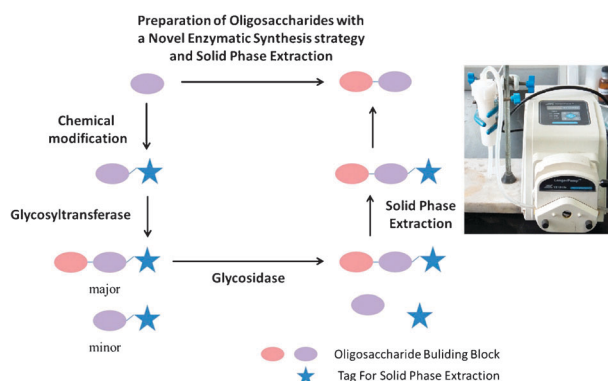 Preparation of Oligosaccharides with
a Novel Enzymatic Synthesis strategy
and Solid Phase Extraction
Chemical
modification
Glycosyltransferase
Solid Phase
Extraction
major
Glycosidase
minor
Oligosaccharide Buliding Block
Tag For Solid Phase Extraction